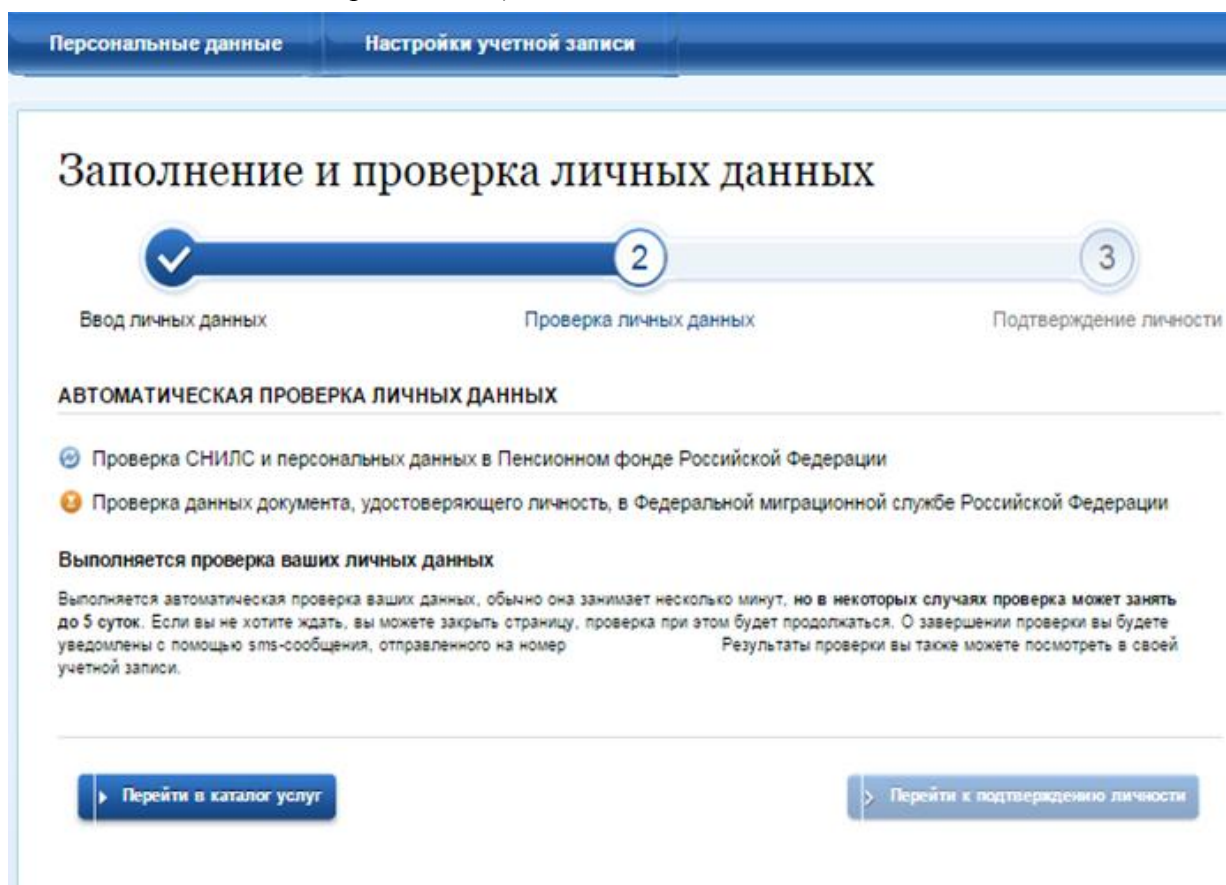 Персональные данные Настройки учетной записи
Заполнение и проверка личных данных
2 3
Ввод личных данных Проверка личных данных Подтверждение личности
АВТОМАТИЧЕСКАЯ ПРОВЕРКА ЛИЧНЫХ ДАННЫХ
Проверка СНИЛС и персональных данных в Пенсионном фонде Российской Федерации
Проверка данных документа, удостоверяющего личность, в Федеральной миграционной службе Российской Федерации
Выполняется проверка ваших личных данных
Выполняется автоматическая проверка ваших данных, обычно она занимает несколько минут, но в некоторых случаях проверка может занять
до 5 суток. Если вы не хотите ждать, вы можете закрыть страницу, проверка при этом будет продолжаться. О завершении проверки вы будете
уведомлены с помощью sms-сообщения, отправленного на номер Результаты проверки вы также можете посмотреть в своей
учетной записи.
Перейти в каталог услуг Перейти к подтверждению личности